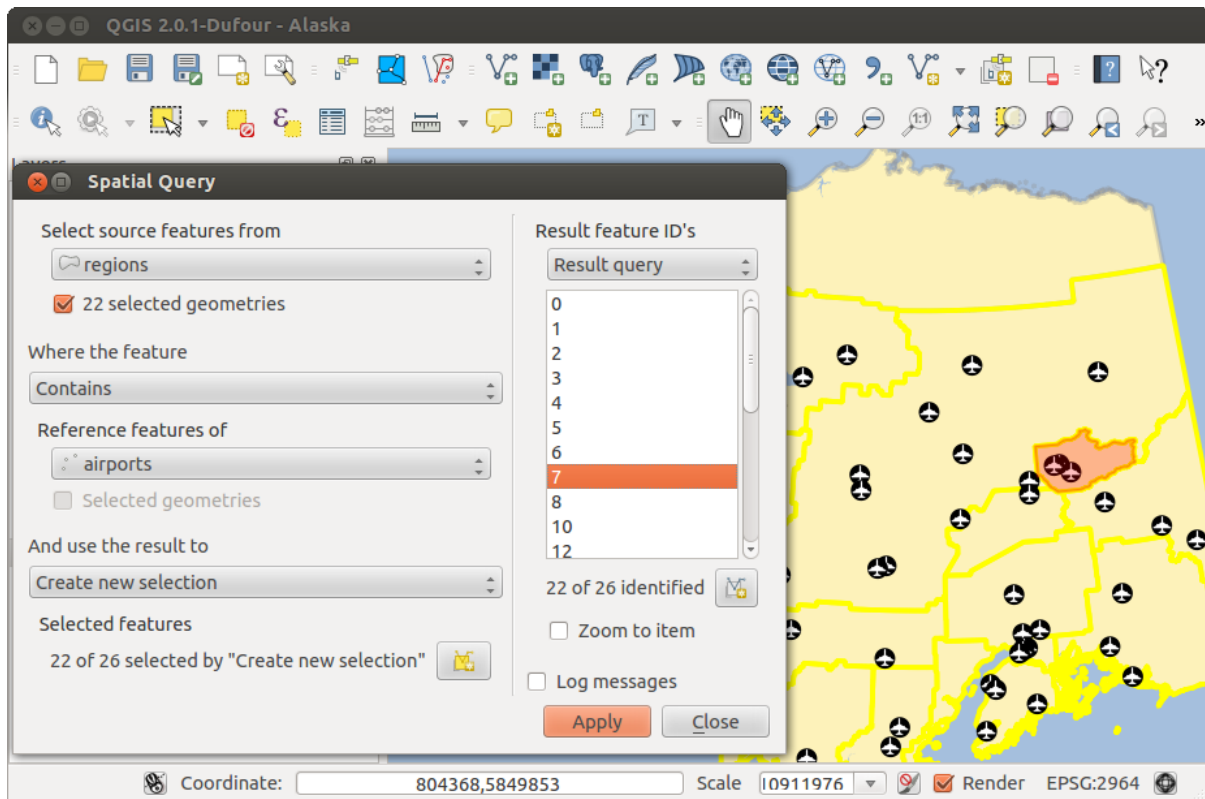 QGIS 2.0.1-Dufour - Alaska
1:1
T
?
?
»
Layers
Spatial Query
Select source features from
regions
22 selected geometries
Where the feature
Contains
Reference features of
airports
Selected geometries
And use the result to
Create new selection
Selected features
22 of 26 selected by "Create new selection"
Result feature ID's
Result query
0
1
2
3
4
5
6
7
8
10
12
22 of 26 identified
Zoom to item
Log messages
Apply
Close
Coordinate:
804368,5849853
Scale
10911976
Render
EPSG:2964